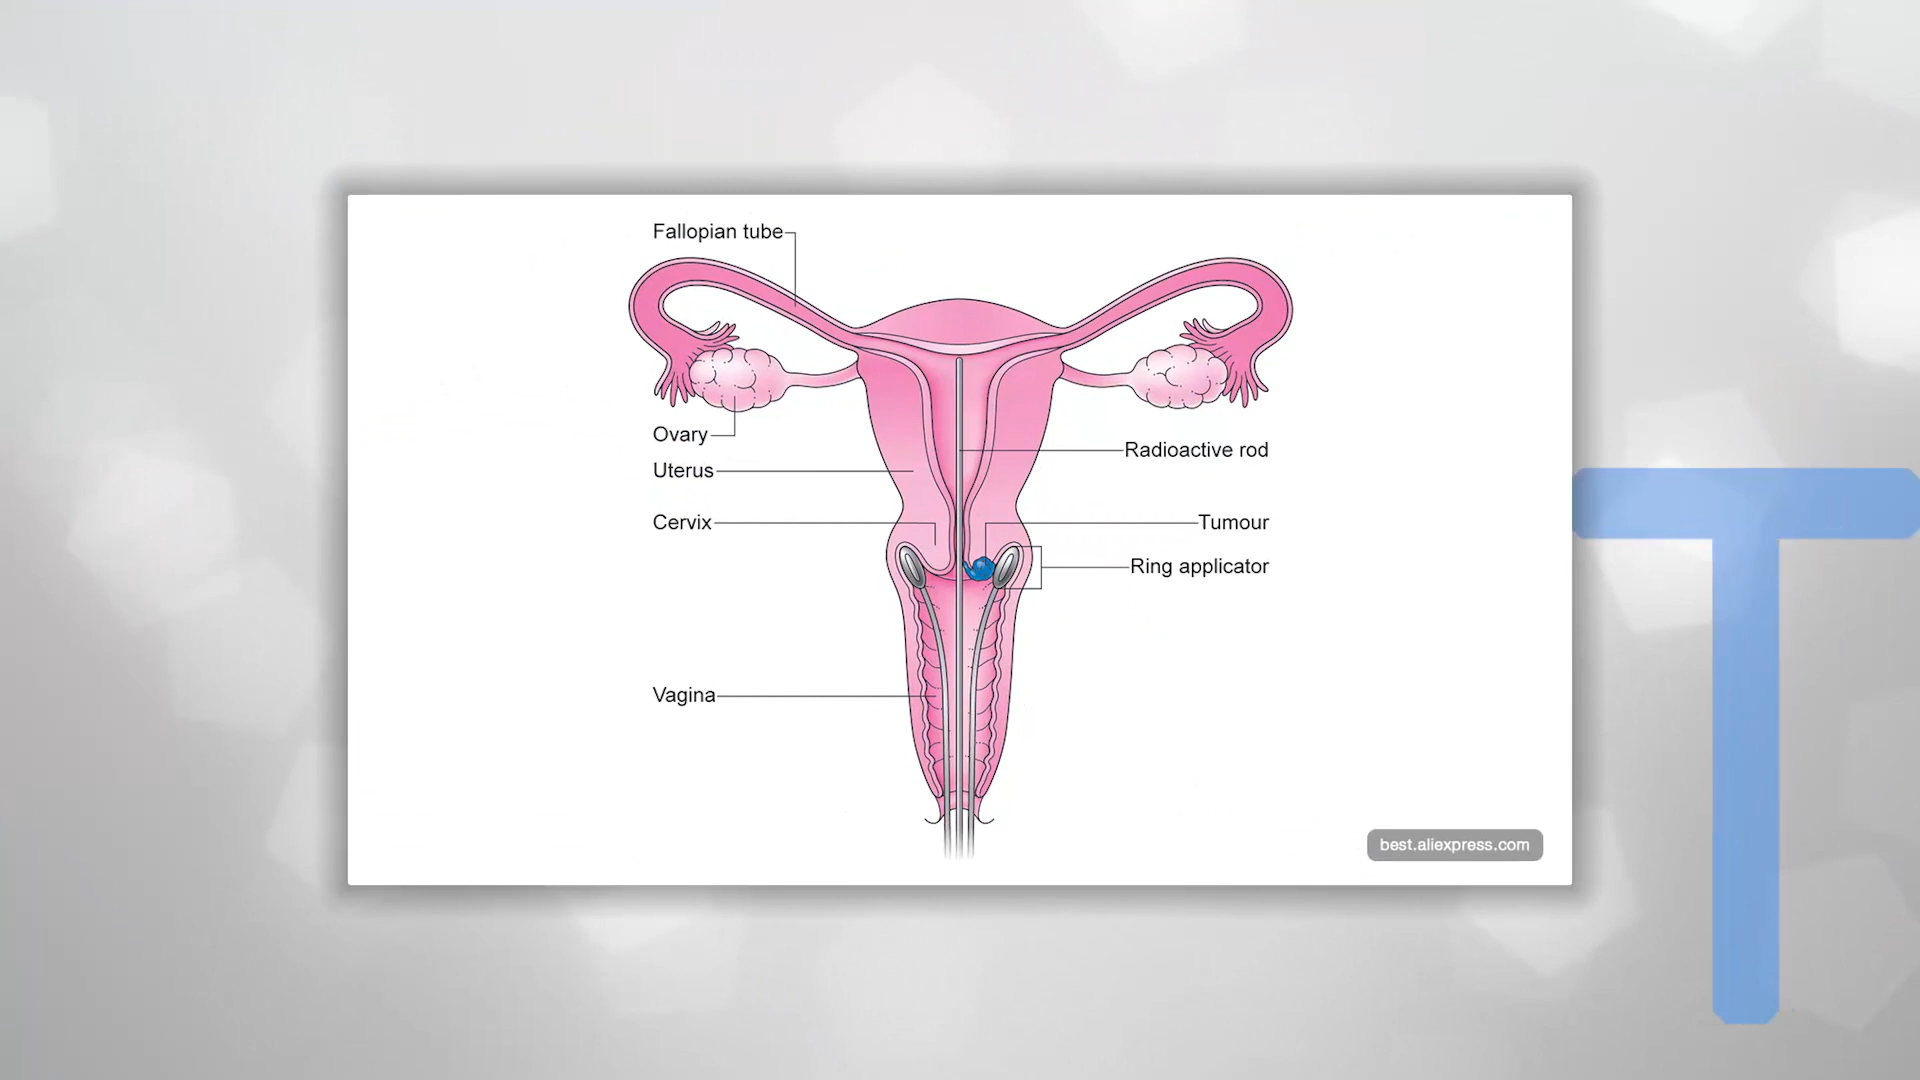 Fallopian tube
Ovary
Uterus
Cervix
Vagina
Radioactive rod
Tumour
Ring applicator
best.aliexpress.com
T